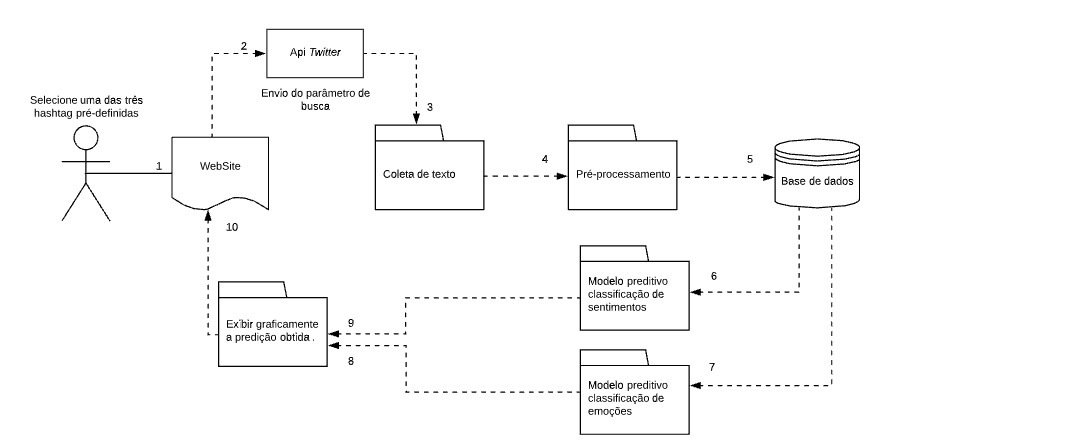 2
Api Twitter
Envio do parâmetro de
busca
3
Selecione uma das três
hashtag pré-definidas
1
WebSite
Coleta de texto
4
Pré-processamento
5
Base de dados
10
6
Modelo preditivo
classificação de
sentimentos
9
Exibir graficamente
a predição obtida .
8
7
Modelo preditivo
classificação de
emoções